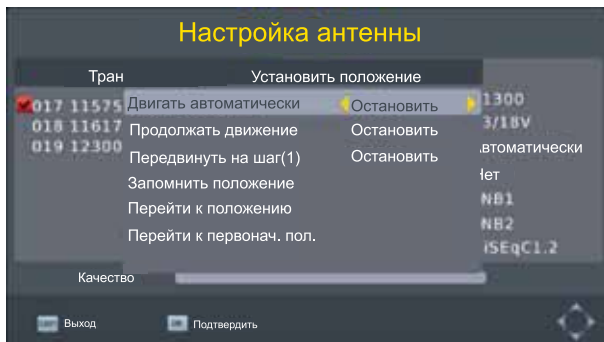 Настройка антенны
Тран Установить положение
017 11575 Двигать автоматически Остановить 1300
018 11617 Продолжать движение Остановить 3/18V
019 12300 Передвинуть на шаг(1) Остановить втоматически
Запомнить положение Нет
Перейти к положению NB1
Перейти к первонач. пол. NB2
iSEqC1.2
Качество
Выход Подтвердить